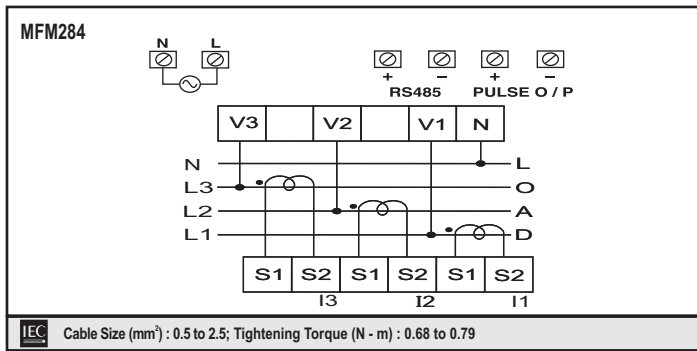 MFM284
N L
+ − + −
RS485 PULSE O / P
V3 V2 V1 N
N L
L3 O
L2 A
L1 D
S1 S2 S1 S2 S1 S2
I3 I2 I1
IEC Cable Size (mm²) : 0.5 to 2.5; Tightening Torque (N - m) : 0.68 to 0.79